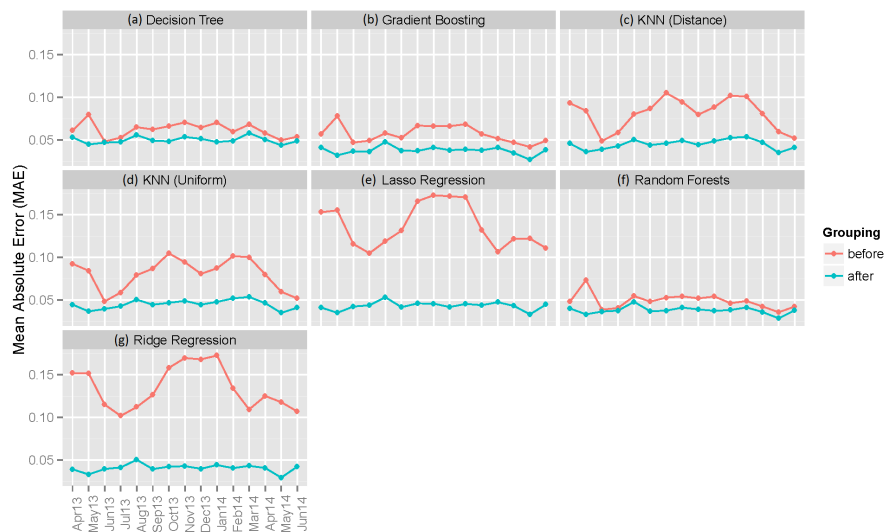 (a) Decision Tree
(b) Gradient Boosting
(c) KNN (Distance)
0.15
0.10
0.05
(d) KNN (Uniform)
(e) Lasso Regression
(f) Random Forests
0.15
0.10
0.05
(g) Ridge Regression
0.15
0.10
0.05
Mean Absolute Error (MAE)
Grouping
before
after
Apr13
May13
Jun13
Jul13
Aug13
Sep13
Oct13
Nov13
Dec13
Jan14
Feb14
Mar14
Apr14
May14
Jun14